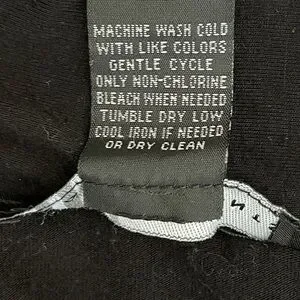 MACHINE WASH COLD
WITH LIKE COLORS
GENTLE CYCLE
ONLY NON-CHLORINE
BLEACH WHEN NEEDED
TUMBLE DRY LOW
COOL IRON IF NEEDED
OR DRY CLEAN